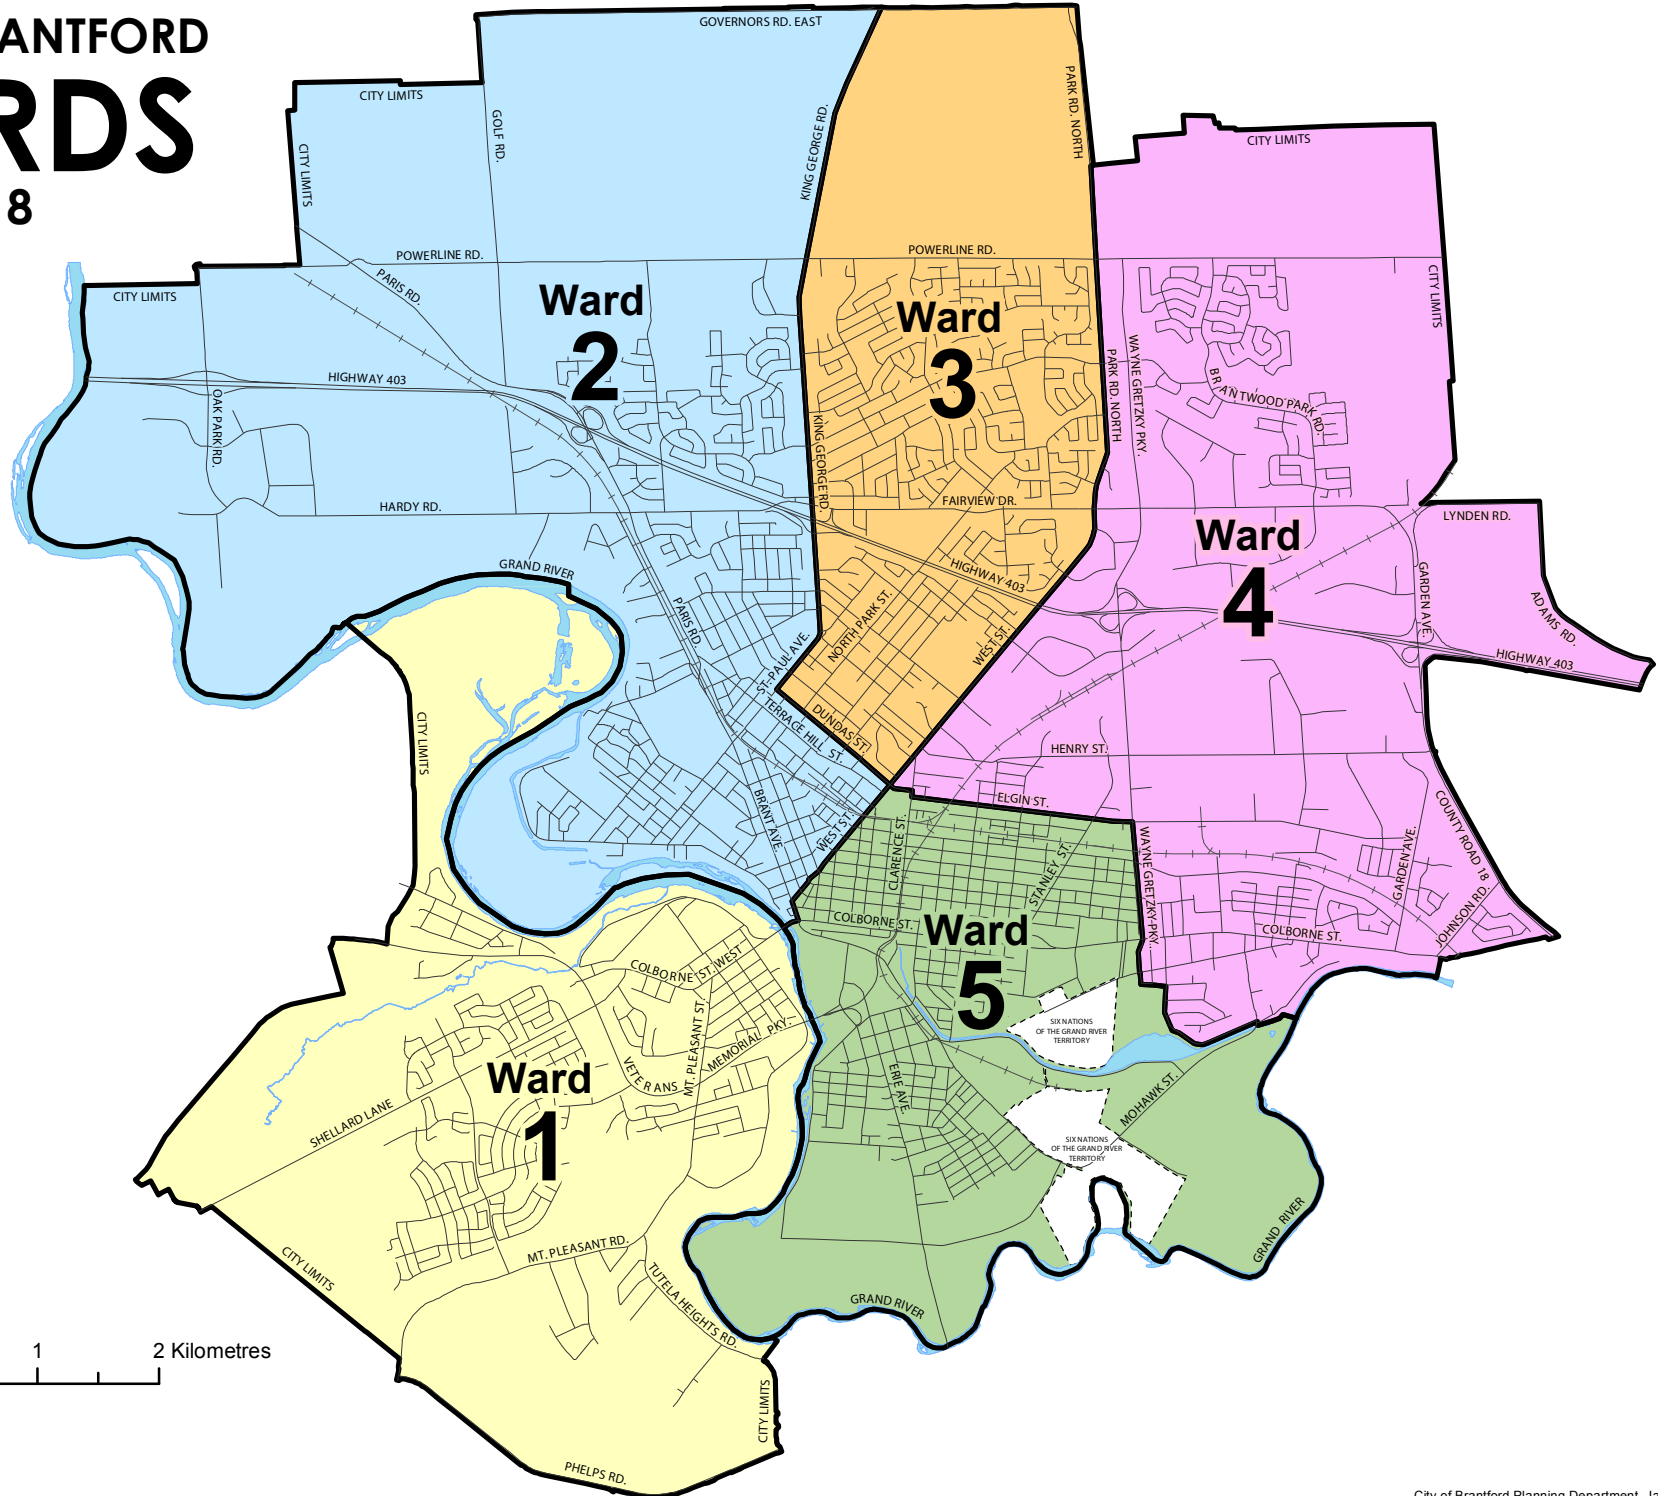 ANTFORD
RDS
8
GOVERNORS RD. EAST
CITY LIMITS
CITY LIMITS
GOLF RD.
KING GEORGE RD.
PARK RD. NORTH
CITY LIMITS
POWERLINE RD.
POWERLINE RD.
CITY LIMITS
PARIS RD.
CITY LIMITS
Ward
2
Ward
3
HIGHWAY 403
OAK PARK RD.
KING GEORGE RD.
PARK RD. NORTH
WAYNE GRETZKY PKY.
BRANTWOOD PARK RD.
HARDY RD.
FAIRVIEW DR.
LYNDEN RD.
Ward
4
GRAND RIVER
HIGHWAY 403
PARIS RD.
NORTH PARK ST.
WEST ST.
GARDEN AVE.
ADAMS RD.
HIGHWAY 403
ST. PAUL AVE.
TERRACE HILL ST.
DUNDAS ST.
CITY LIMITS
HENRY ST.
ELGIN ST.
BRANT AVE.
WEST ST.
CLARENCE ST.
STANLEY ST.
WAYNE GRETZKY PKY.
GARDEN AVE.
COUNTY ROAD 18
JOHNSON RD.
COLBORNE ST.
COLBORNE ST.
Ward
5
COLBORNE ST. WEST
MT. PLEASANT ST.
VETERANS MEMORIAL PKY.
SIX NATIONS
OF THE GRAND RIVER
TERRITORY
Ward
1
SHELLARD LANE
ERIE AVE.
MOHAWK ST.
SIX NATIONS
OF THE GRAND RIVER
TERRITORY
MT. PLEASANT RD.
TUTELA HEIGHTS RD.
CITY LIMITS
GRAND RIVER
GRAND RIVER
1 2 Kilometres
CITY LIMITS
PHELPS RD.
City of Brantford Planning Department, Ja